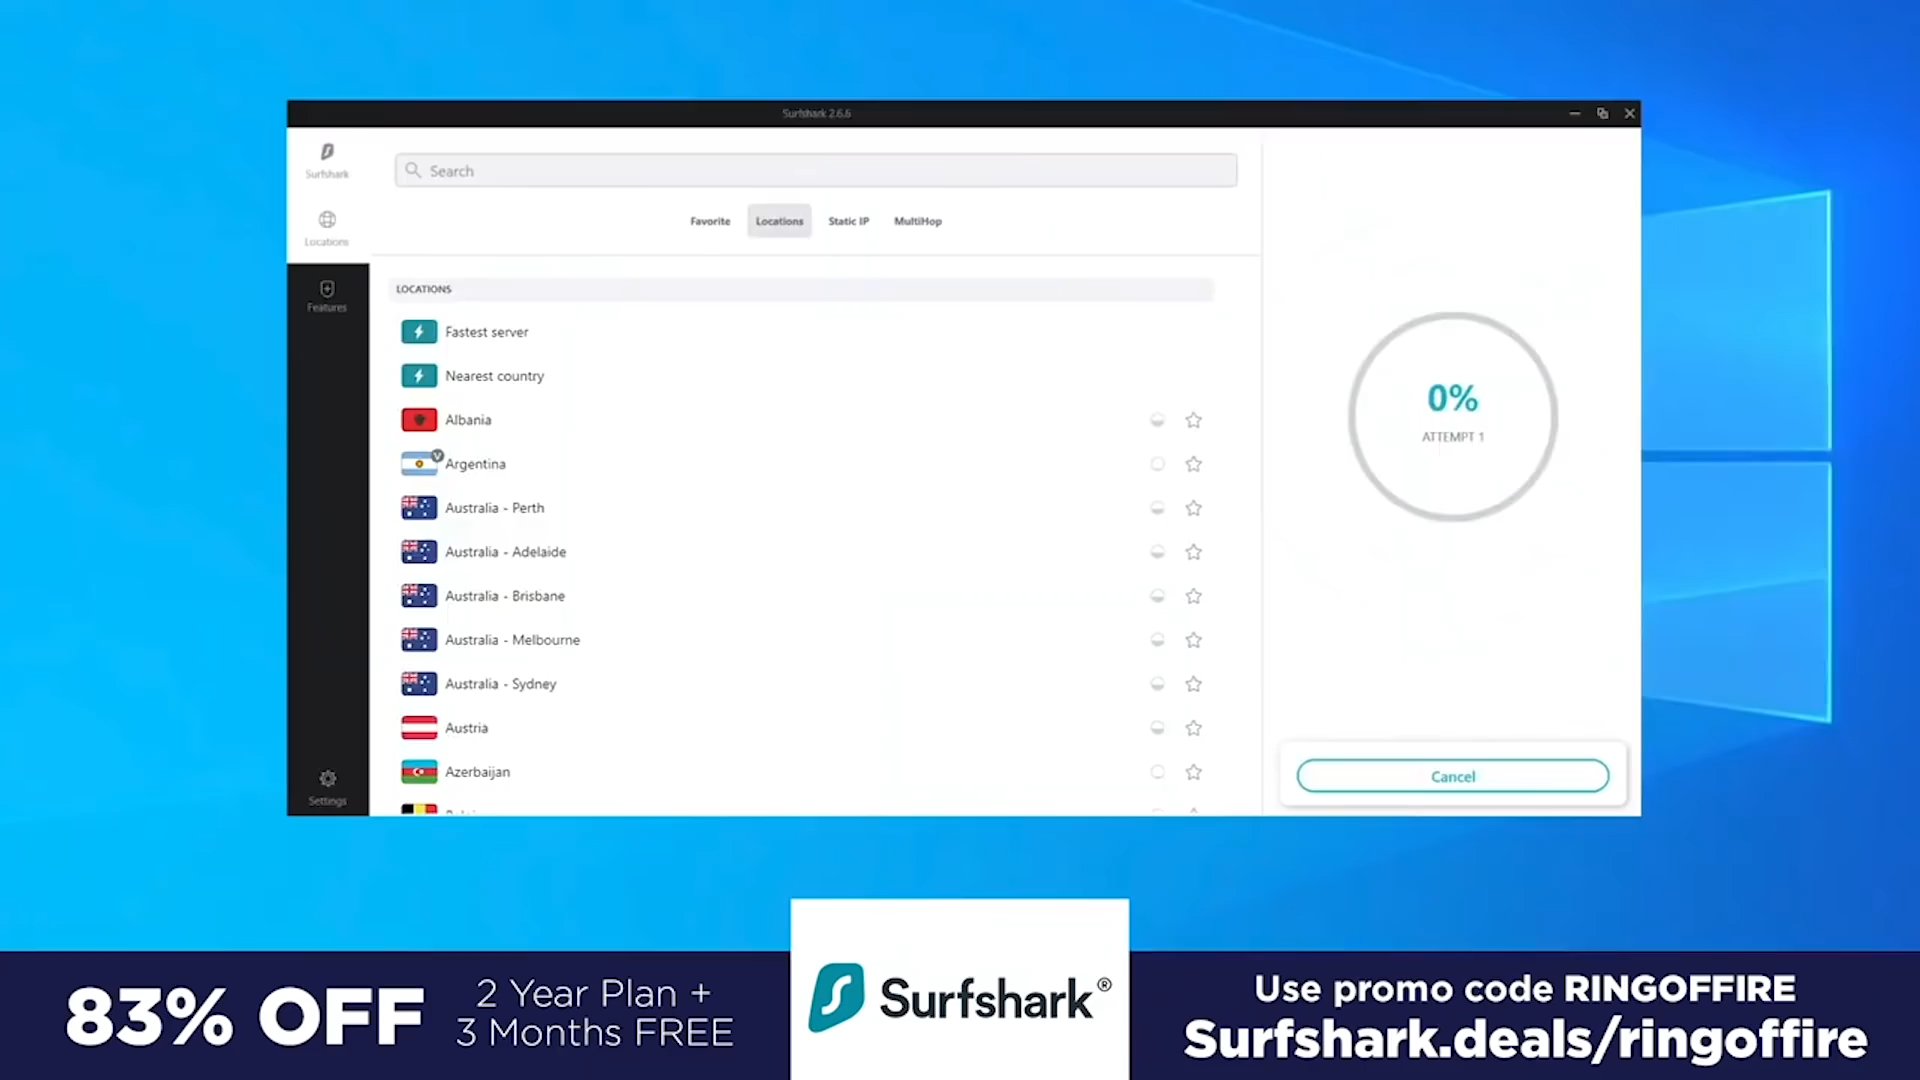 Surfshark 2.6.6
Surfshark
Search
Locations
Favorite
Locations
Static IP
MultiHop
Features
LOCATIONS
Fastest server
Nearest country
Albania
V
Argentina
Australia - Perth
Australia - Adelaide
Australia - Brisbane
Australia - Melbourne
Australia - Sydney
Austria
Azerbaijan
Settings
0%
ATTEMPT 1
Cancel
83% OFF
2 Year Plan +
3 Months FREE
Surfshark®
Use promo code RINGOFFIRE
Surfshark.deals/ringoffire